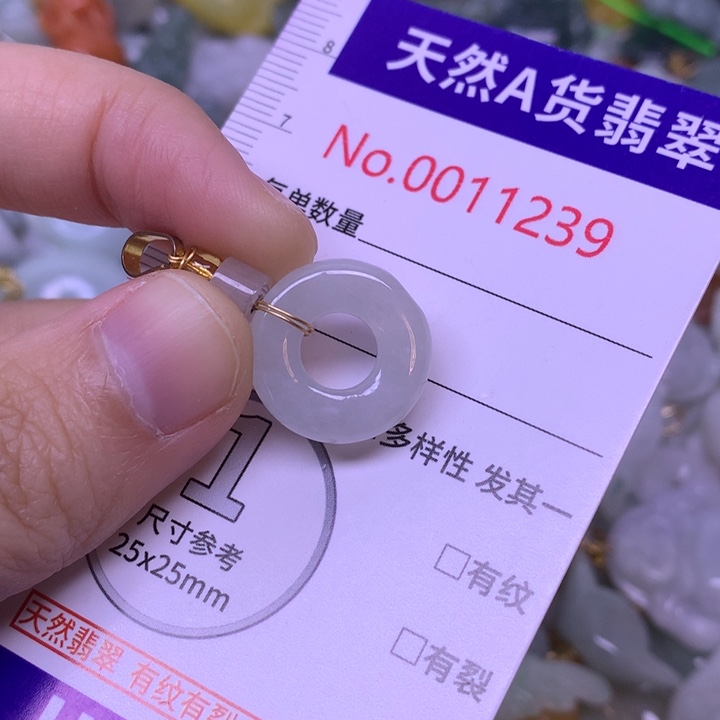 8
天然A货翡翠
7
No.0011239
单数量
多样性 发其一
1
尺寸参考
25x25mm
□有纹
□有裂
天然翡翠 有纹有裂